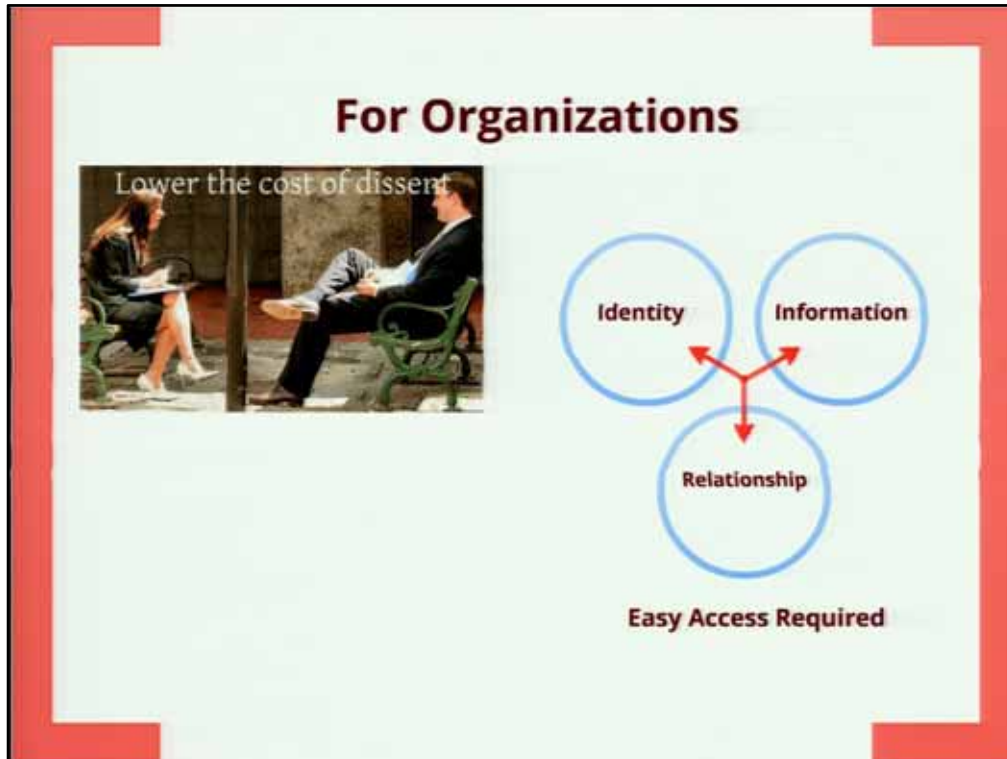 For Organizations
Lower the cost of dissent
Identity
Information
Relationship
Easy Access Required